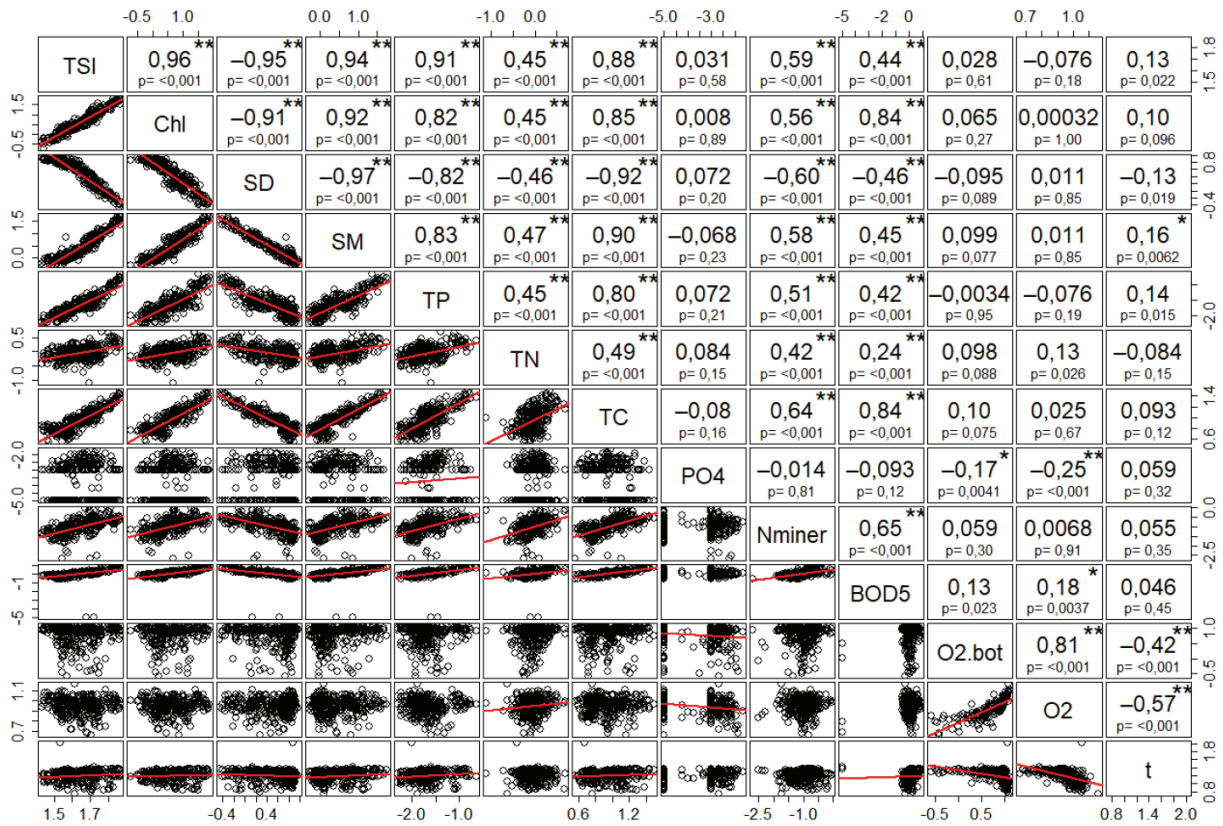 -0.5 1.0 0.0 1.0 -1.0 0.0 -5.0 -3.0 -5 0 0.7 1.0
TSI 0,96** −0,95** 0,94** 0,91** 0,45** 0,88** 0,031 0,59** 0,44** 0,028 −0,076 0,13 1.5 1.8
p= <0,001 p= <0,001 p= <0,001 p= <0,001 p= <0,001 p= <0,001 p= 0,58 p= <0,001 p= <0,001 p= 0,61 p= 0,18 p= 0,022
-0.5 1.5 Chl −0,91** 0,92** 0,82** 0,45** 0,85** 0,008 0,56** 0,84** 0,065 0,00032 0,10
p= <0,001 p= <0,001 p= <0,001 p= <0,001 p= <0,001 p= 0,89 p= <0,001 p= <0,001 p= 0,27 p= 1,00 p= 0,096
SD −0,97** −0,82** −0,46** −0,92** 0,072 −0,60** −0,46** −0,095 0,011 −0,13 -0.4 0.8
p= <0,001 p= <0,001 p= <0,001 p= <0,001 p= 0,20 p= <0,001 p= <0,001 p= 0,089 p= 0,85 p= 0,019
0.0 1.5 SM 0,83** 0,47** 0,90** −0,068 0,58** 0,45** 0,099 0,011 0,16*
p= <0,001 p= <0,001 p= <0,001 p= 0,23 p= <0,001 p= <0,001 p= 0,077 p= 0,85 p= 0,0062
TP 0,45** 0,80** 0,072 0,51** 0,42** −0,0034 −0,076 0,14 -2.0
p= <0,001 p= <0,001 p= 0,21 p= <0,001 p= <0,001 p= 0,95 p= 0,19 p= 0,015
-1.0 0.5 TN 0,49** 0,084 0,42** 0,24** 0,098 0,13 −0,084
p= <0,001 p= 0,15 p= <0,001 p= <0,001 p= 0,088 p= 0,026 p= 0,15
TC −0,08 0,64** 0,84** 0,10 0,025 0,093 0.6 1.4
p= 0,16 p= <0,001 p= <0,001 p= 0,075 p= 0,67 p= 0,12
-5.0 -2.0 PO4 −0,014 −0,093 −0,17* −0,25** 0,059
p= 0,81 p= 0,12 p= 0,0041 p= <0,001 p= 0,32
Nminer 0,65** 0,059 0,0068 0,055 -2.5 0.0
p= <0,001 p= 0,30 p= 0,91 p= 0,35
-5 -1 BOD5 0,13 0,18* 0,046
p= 0,023 p= 0,0037 p= 0,45
O2.bot 0,81** −0,42** -0.5 1.0
p= <0,001 p= <0,001
0.7 1.1 O2 −0,57**
p= <0,001
t 0.8 1.8
1.5 1.7 -0.4 0.4 0.0 1.0 -2.0 -1.0 0.6 1.2 -2.5 -1.0 -0.5 0.5 0.8 1.4 2.0